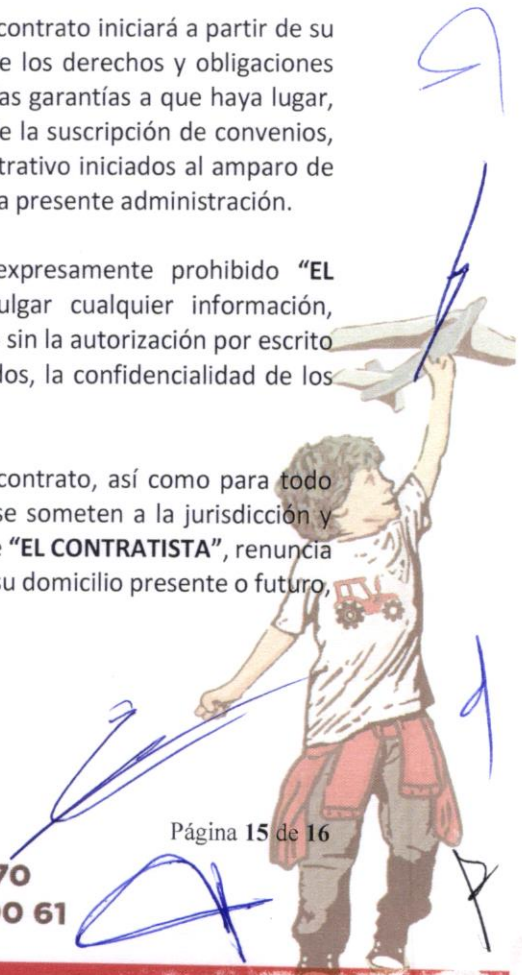 contrato iniciará a partir de su
e los derechos y obligaciones
as garantías a que haya lugar,
e la suscripción de convenios,
trativo iniciados al amparo de
a presente administración.
expresamente prohibido "EL
ulgar cualquier información,
sin la autorización por escrito
dos, la confidencialidad de los
contrato, así como para todo
se someten a la jurisdicción y
e "EL CONTRATISTA", renuncia
su domicilio presente o futuro,
Página 15 de 16
70
00 61